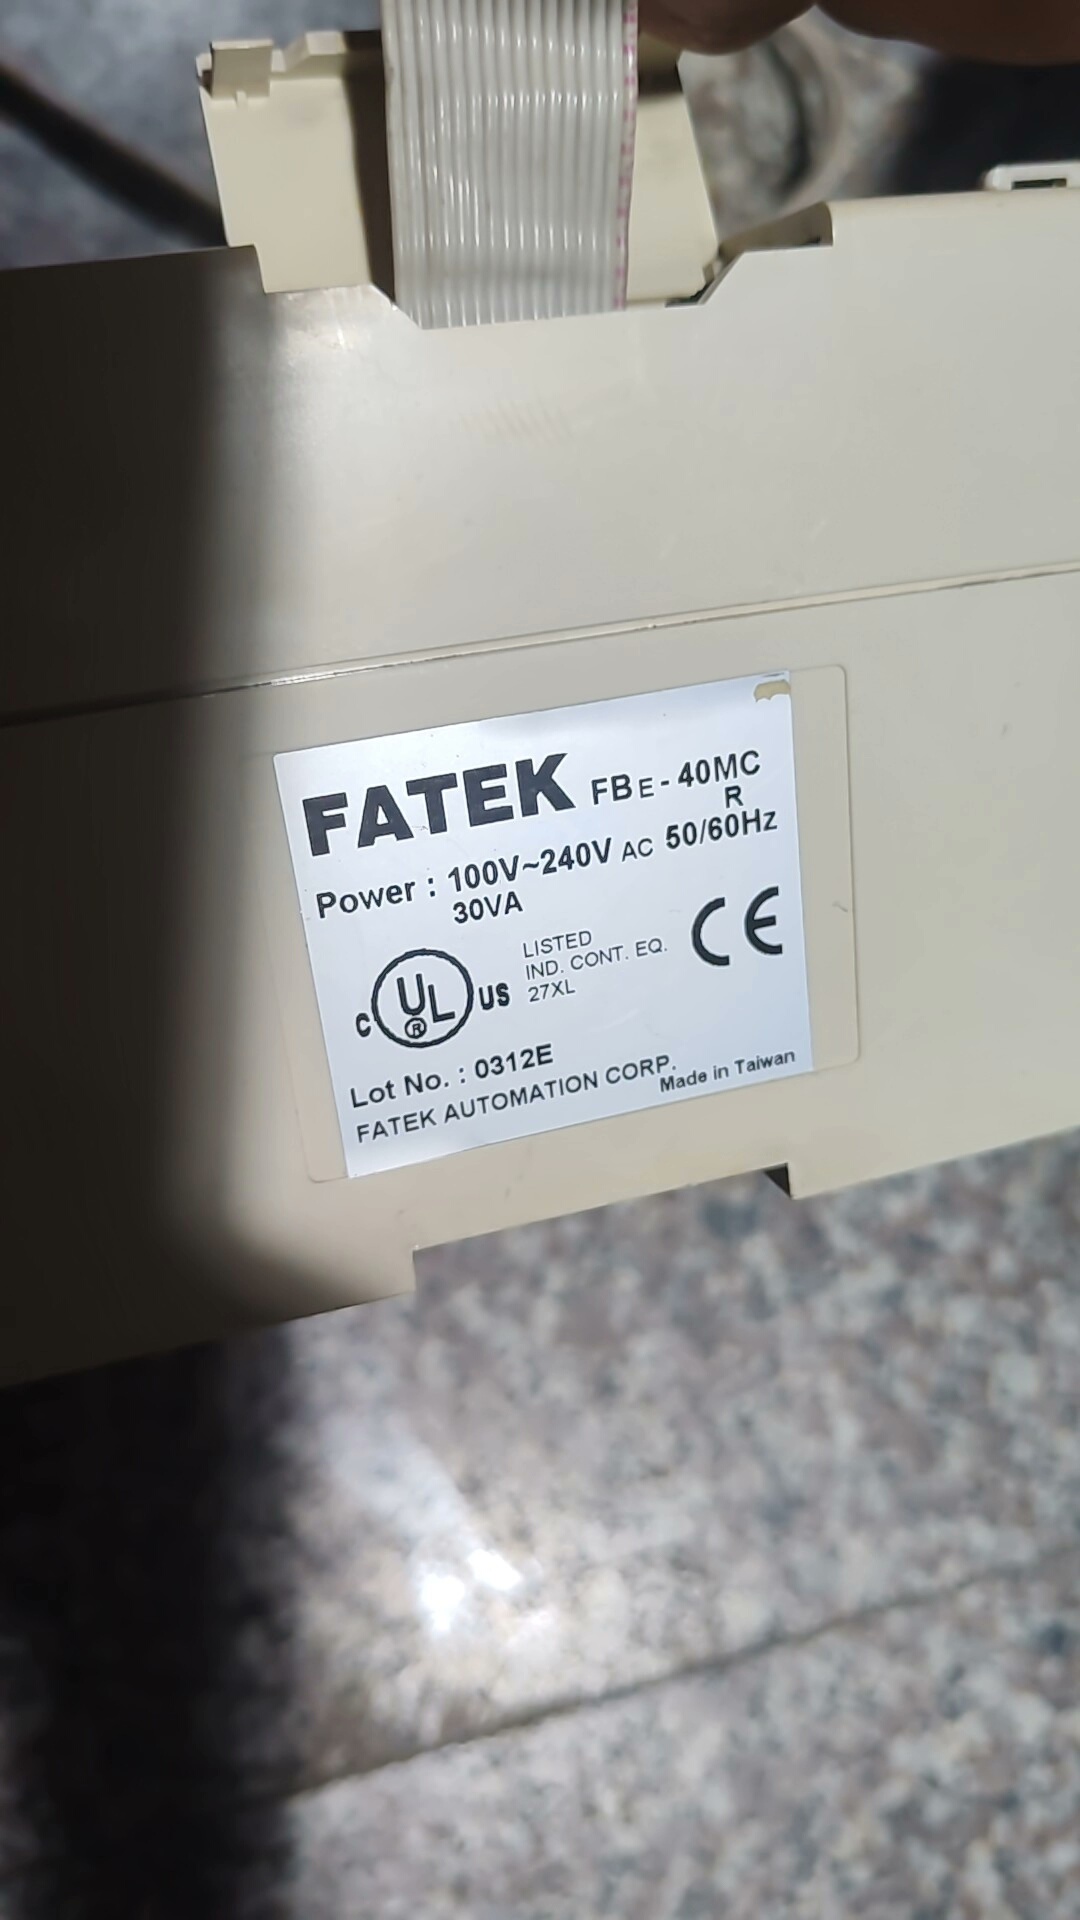 FATEK FBE-40MC
R
Power : 100V~240V AC 50/60Hz
30VA
C UL ® US LISTED
IND. CONT. EQ.
27XL
CE
Lot No. : 0312E
FATEK AUTOMATION CORP.
Made in Taiwan